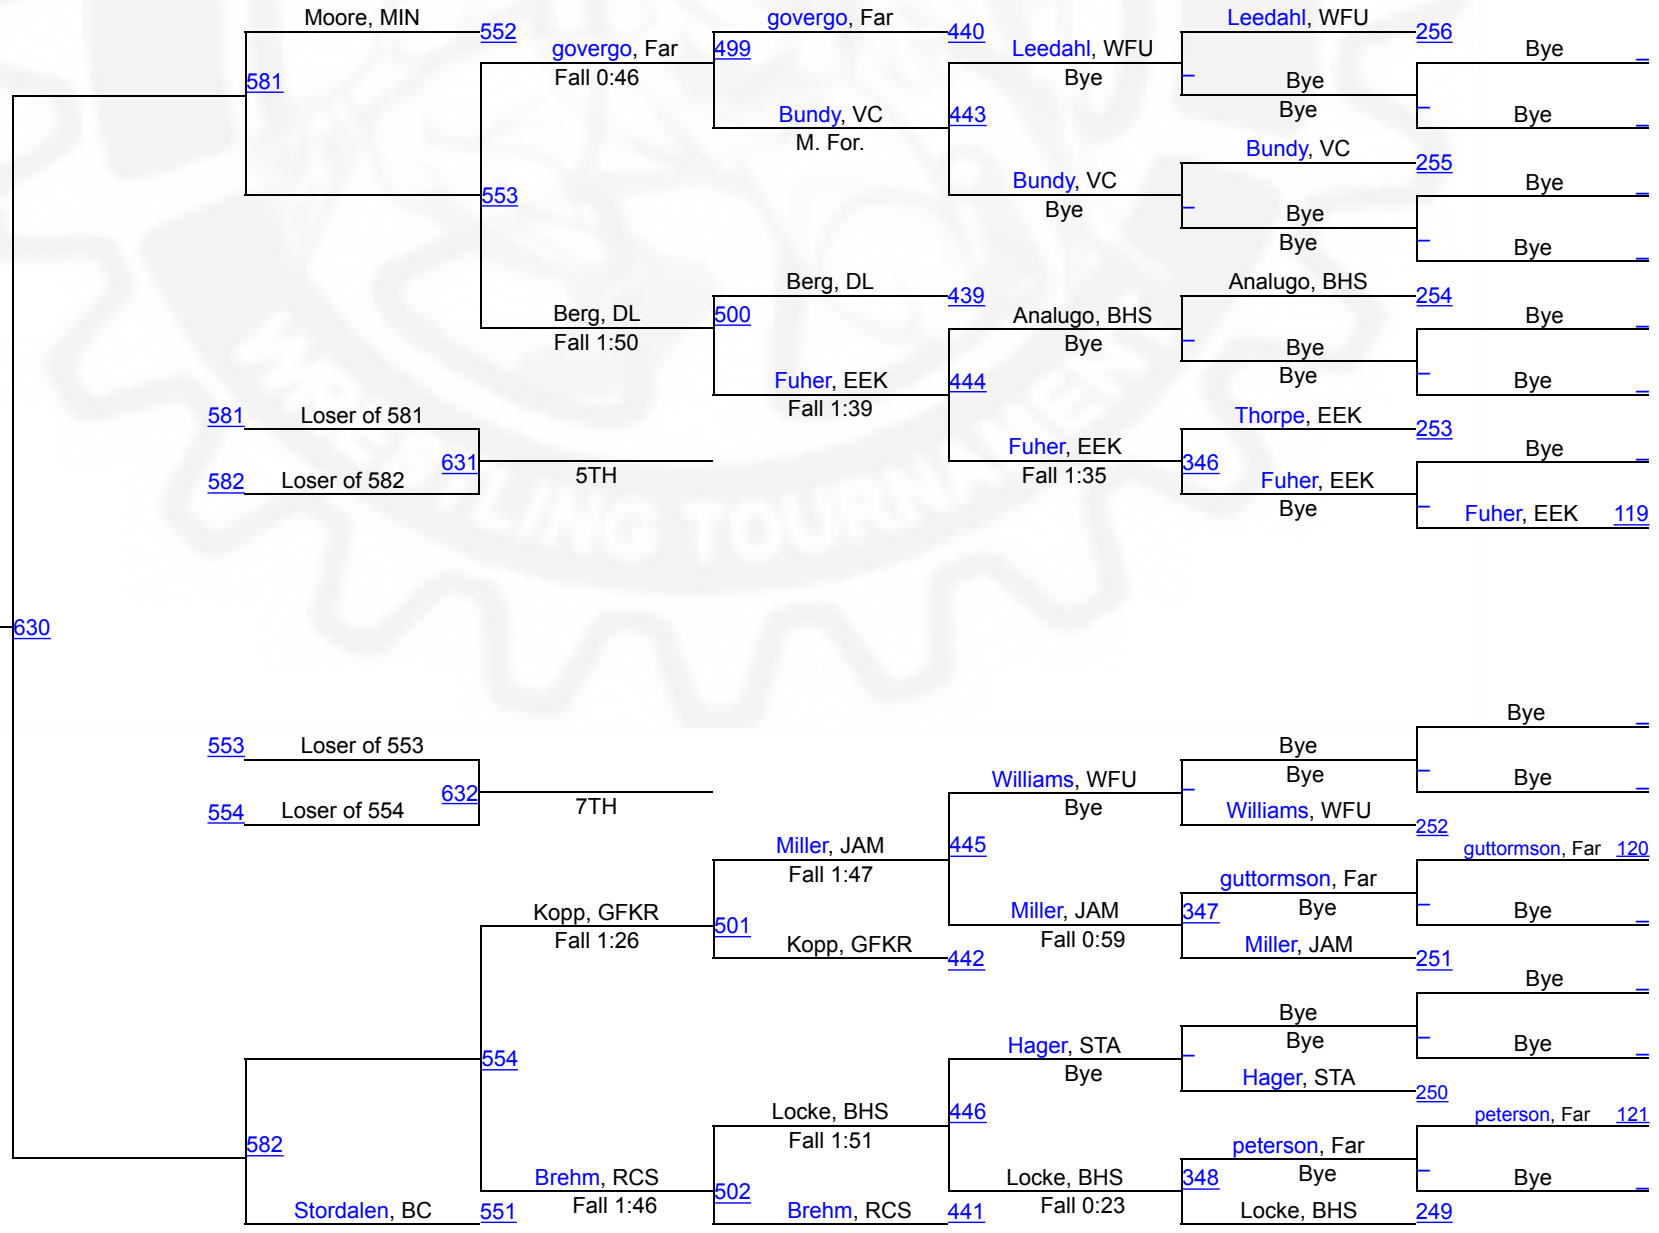 Moore, MIN
govergo, Far
Leedahl, WFU
552
440
256
govergo, Far
499
Leedahl, WFU
Bye
_
581
Fall 0:46
Bye
_
Bye
Bye
Bundy, VC
443
_
Bye
_
M. For.
Bundy, VC
255
553
Bundy, VC
Bye
_
Bye
_
Bye
Bye
_
Bye
_
Berg, DL
439
Analugo, BHS
254
Berg, DL
500
Analugo, BHS
Bye
_
Fall 1:50
Bye
_
Bye
Bye
Fuher, EEK
444
_
Bye
_
Fall 1:39
581
Loser of 581
Thorpe, EEK
253
Fuher, EEK
Bye
_
631
5TH
Fall 1:35
346
582
Loser of 582
Fuher, EEK
Bye
_
Fuher, EEK
119
WRESTLING TOURNAMENT
630
Bye
_
553
Loser of 553
Bye
Bye
_
Bye
_
Williams, WFU
_
632
7TH
Bye
554
Loser of 554
Williams, WFU
252
Miller, JAM
445
guttormson, Far
120
Fall 1:47
guttormson, Far
Bye
_
Bye
_
Kopp, GFKR
501
Miller, JAM
347
Fall 1:26
Fall 0:59
Kopp, GFKR
442
Miller, JAM
251
Bye
_
Bye
Bye
_
Bye
_
554
Hager, STA
_
Bye
Hager, STA
250
Locke, BHS
446
peterson, Far
121
Fall 1:51
582
peterson, Far
Bye
_
Bye
_
Brehm, RCS
502
Locke, BHS
348
Fall 1:46
Fall 0:23
Stordalen, BC
551
Brehm, RCS
441
Locke, BHS
249